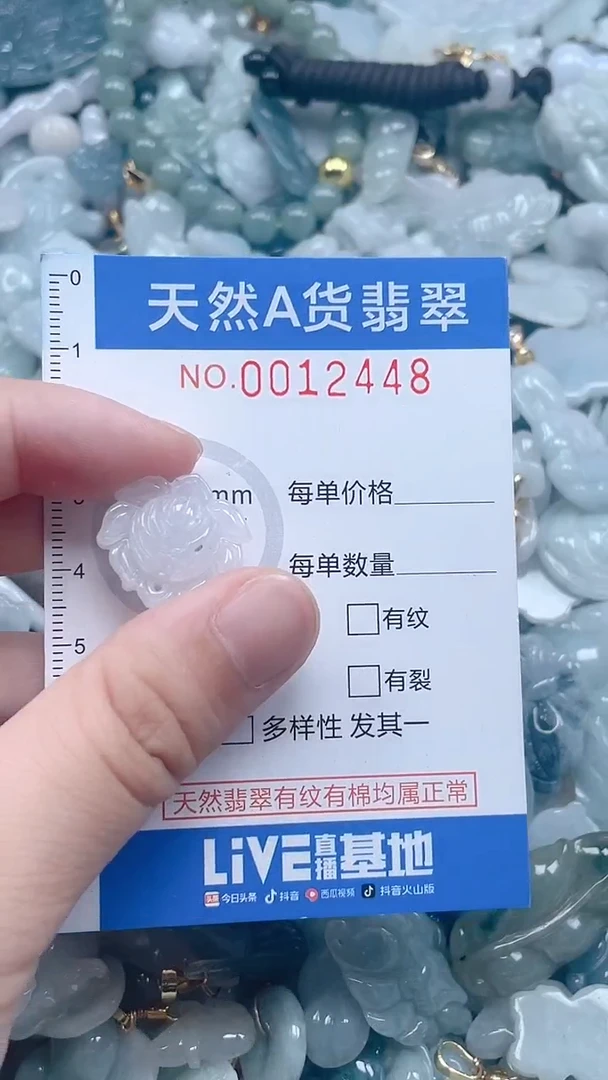 0
天然A货翡翠
1
NO.0012448
mm
每单价格
4
每单数量
有纹
5
有裂
多样性 发其一
天然翡翠有纹有棉均属正常
LiVE直播基地
头条 今日头条 抖音 西瓜视频 抖音火山版